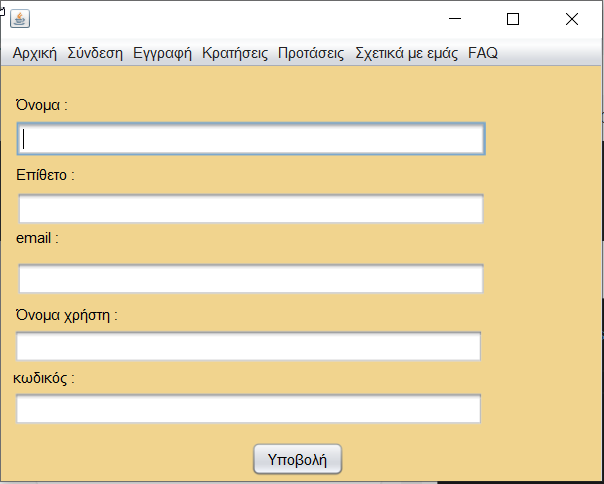 Αρχική Σύνδεση Εγγραφή Κρατήσεις Προτάσεις Σχετικά με εμάς FAQ
Όνομα :
Επίθετο :
email :
Όνομα χρήστη :
κωδικός :
Υποβολή